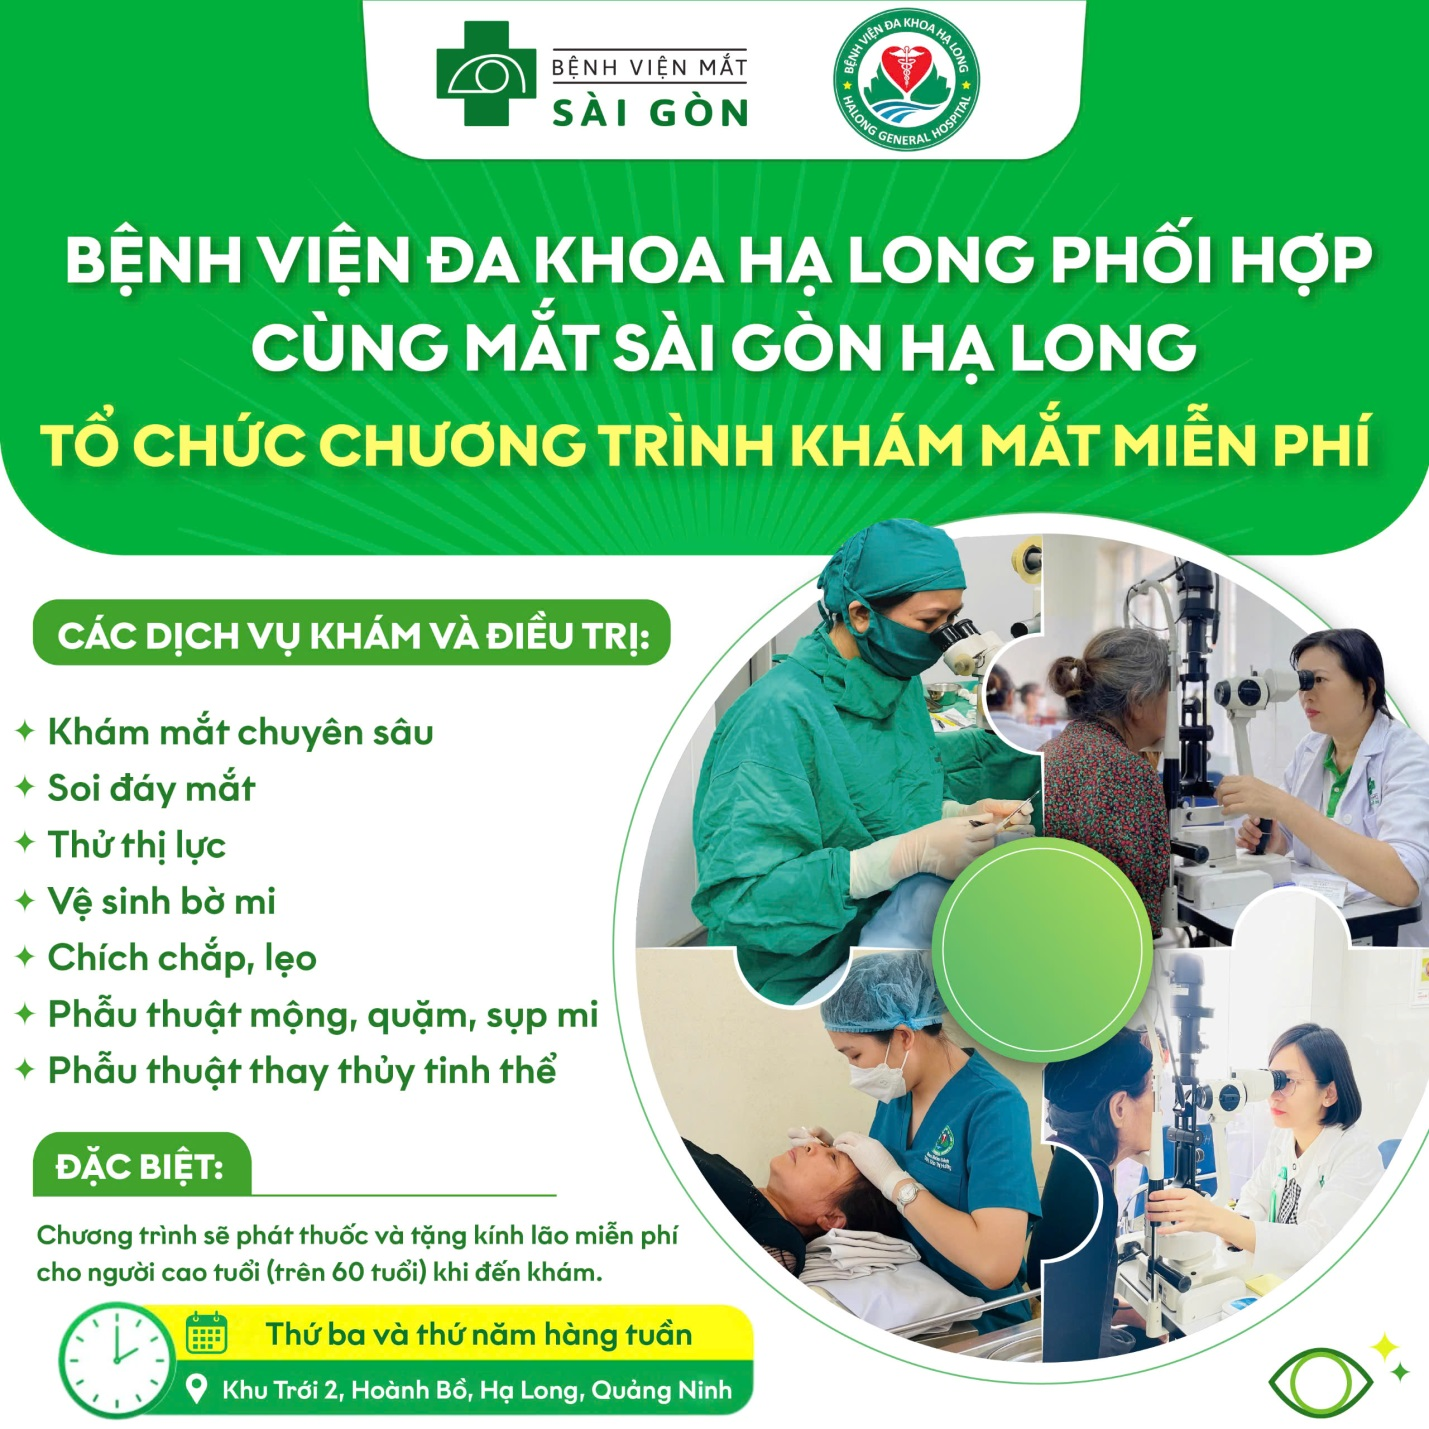 BỆNH VIỆN MẮT
SÀI GÒN
BỆNH VIỆN ĐA KHOA HẠ LONG
HALONG GENERAL HOSPITAL
BỆNH VIỆN ĐA KHOA HẠ LONG PHỐI HỢP
CÙNG MẮT SÀI GÒN HẠ LONG
TỔ CHỨC CHƯƠNG TRÌNH KHÁM MẮT MIỄN PHÍ
CÁC DỊCH VỤ KHÁM VÀ ĐIỀU TRỊ:
Khám mắt chuyên sâu
Soi đáy mắt
Thử thị lực
Vệ sinh bờ mi
Chích chắp, lẹo
Phẫu thuật mộng, quặm, sụp mi
Phẫu thuật thay thủy tinh thể
ĐẶC BIỆT:
Chương trình sẽ phát thuốc và tặng kính lão miễn phí
cho người cao tuổi (trên 60 tuổi) khi đến khám.
Thứ ba và thứ năm hàng tuần
Khu Trới 2, Hoành Bồ, Hạ Long, Quảng Ninh